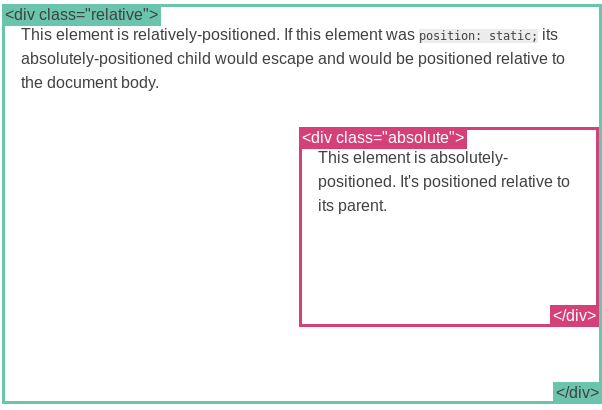 <div class="relative">
This element is relatively-positioned. If this element was position: static; its
absolutely-positioned child would escape and would be positioned relative to
the document body.
<div class="absolute">
This element is absolutely-
positioned. It's positioned relative to
its parent.
</div>
</div>